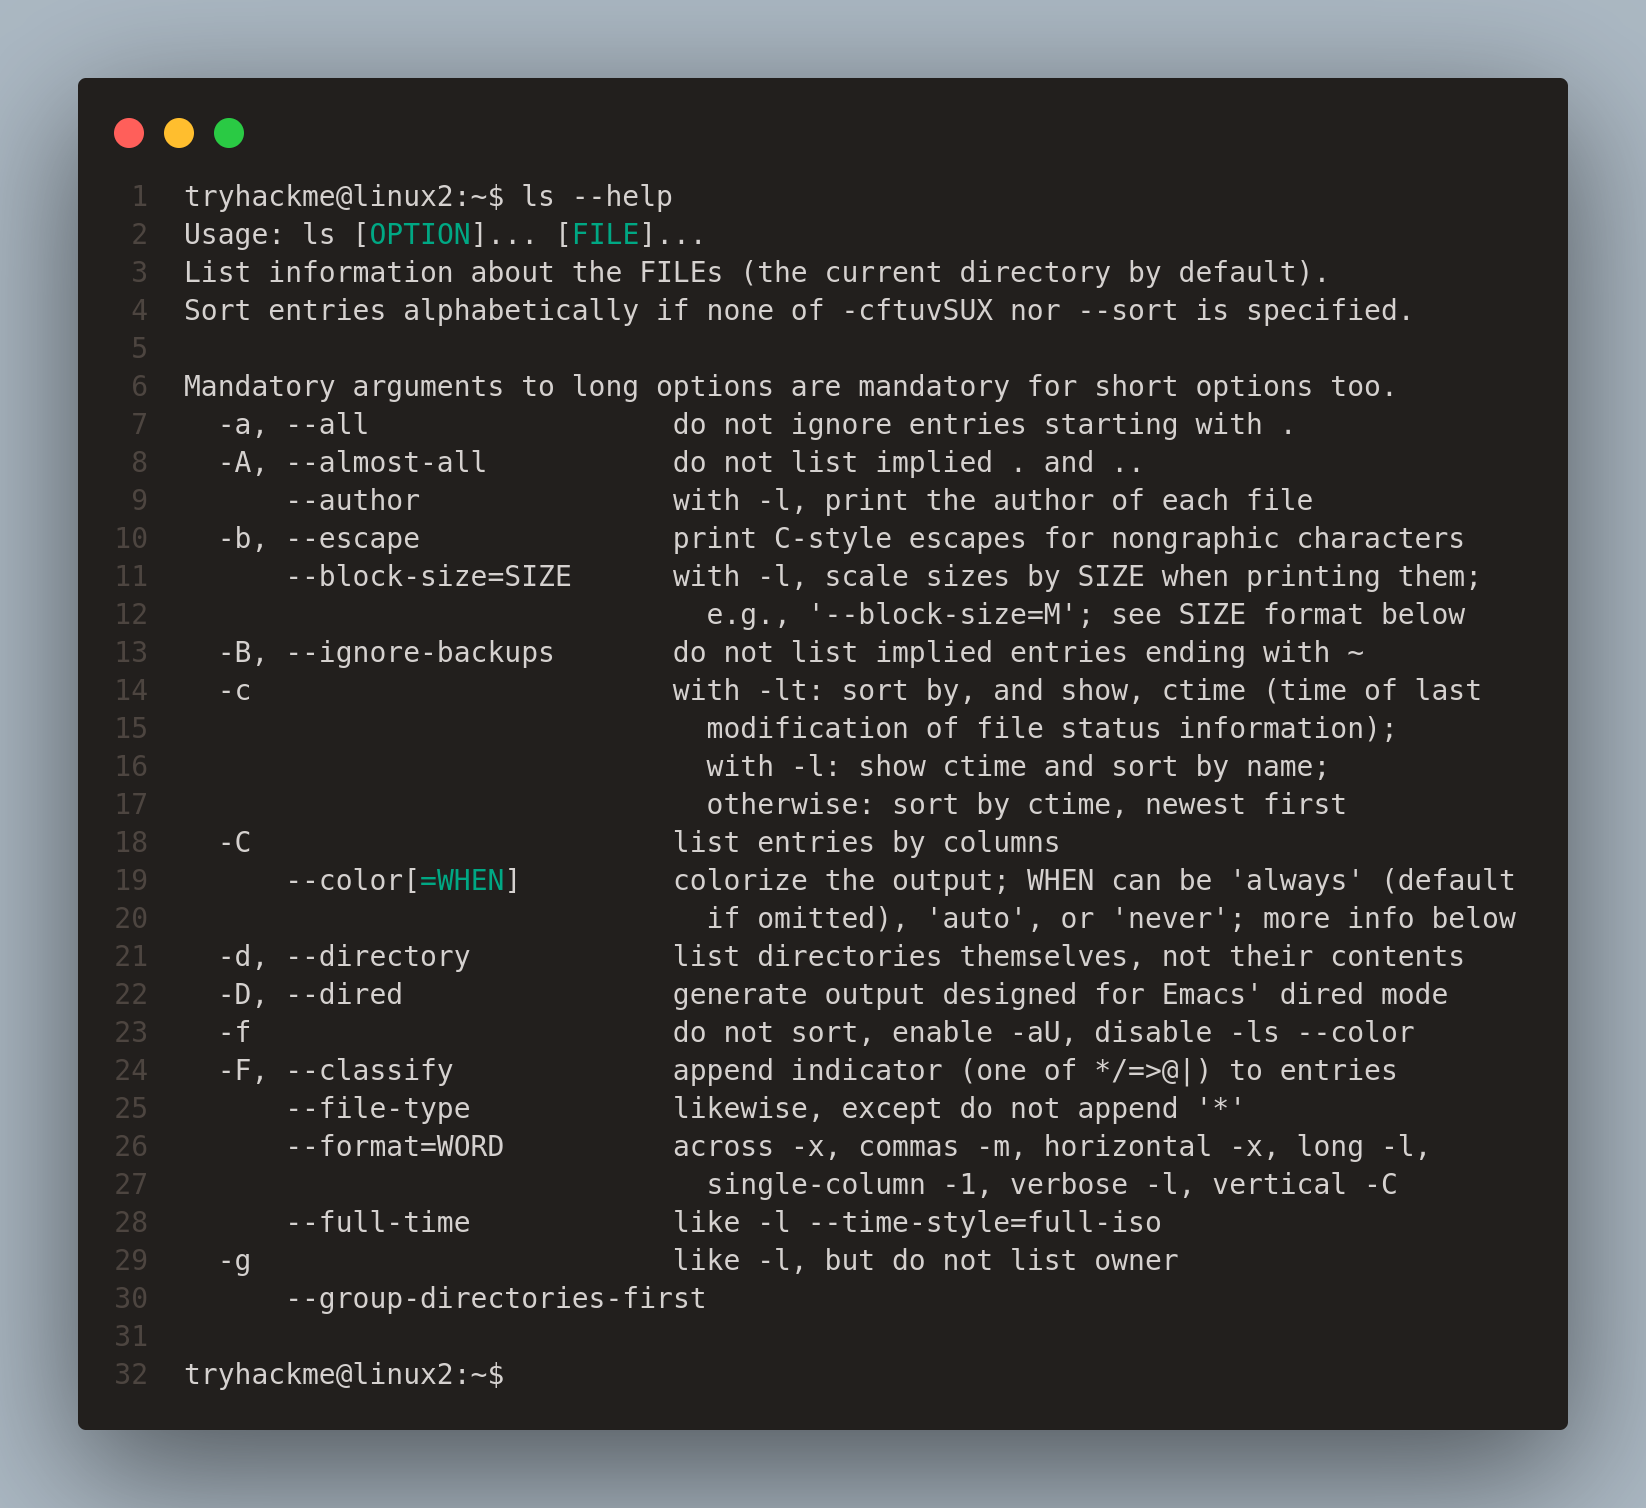 1 tryhackme@linux2:~$ ls --help
2 Usage: ls [OPTION]... [FILE]...
3 List information about the FILEs (the current directory by default).
4 Sort entries alphabetically if none of -cftuvSUX nor --sort is specified.
5
6 Mandatory arguments to long options are mandatory for short options too.
7   -a, --all                  do not ignore entries starting with .
8   -A, --almost-all           do not list implied . and ..
9       --author               with -l, print the author of each file
10   -b, --escape               print C-style escapes for nongraphic characters
11       --block-size=SIZE      with -l, scale sizes by SIZE when printing them;
12                                e.g., '--block-size=M'; see SIZE format below
13   -B, --ignore-backups       do not list implied entries ending with ~
14   -c                         with -lt: sort by, and show, ctime (time of last
15                                modification of file status information);
16                                with -l: show ctime and sort by name;
17                                otherwise: sort by ctime, newest first
18   -C                         list entries by columns
19       --color[=WHEN]         colorize the output; WHEN can be 'always' (default
20                                if omitted), 'auto', or 'never'; more info below
21   -d, --directory            list directories themselves, not their contents
22   -D, --dired                generate output designed for Emacs' dired mode
23   -f                         do not sort, enable -aU, disable -ls --color
24   -F, --classify             append indicator (one of */=>@|) to entries
25       --file-type            likewise, except do not append '*'
26       --format=WORD          across -x, commas -m, horizontal -x, long -l,
27                                single-column -1, verbose -l, vertical -C
28       --full-time            like -l --time-style=full-iso
29   -g                         like -l, but do not list owner
30       --group-directories-first
31
32 tryhackme@linux2:~$